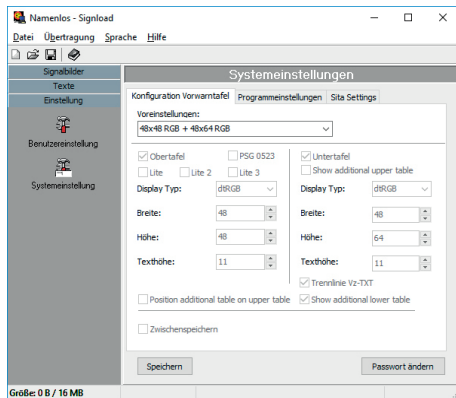 Namenlos - Signload
Datei Übertragung Sprache Hilfe
Signalbilder
Texte
Einstellung
Benutzereinstellung
Systemeinstellung
Systemeinstellungen
Konfiguration Vorwarntafel Programmeinstellungen Sita Settings
Voreinstellungen:
48x48 RGB + 48x64 RGB
Obertafel PSG 0523
Lite Lite 2 Lite 3
Display Typ: dtRGB
Breite: 48
Höhe: 48
Texthöhe: 11
Untertafel
Show additional upper table
Display Typ: dtRGB
Breite: 48
Höhe: 64
Texthöhe: 11
Trennlinie Vz-TXT
Position additional table on upper table Show additional lower table
Zwischenspeichern
Speichern Passwort ändern
Größe: 0 B / 16 MB